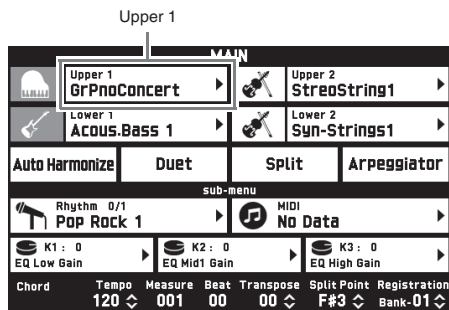 Upper 1
MAIN
Upper 1
GrPnoConcert
Upper 2
StreoString1
Lower 1
Acous.Bass 1
Lower 2
Syn-Strings1
Auto Harmonize Duet Split Arpeggiator
sub-menu
Rhythm 0/1
Pop Rock 1
MIDI
No Data
K1: 0
EQ Low Gain
K2: 0
EQ Mid1 Gain
K3: 0
EQ High Gain
Chord Tempo Measure Beat Transpose Split Point Registration
120 001 00 00 F#3 Bank-01